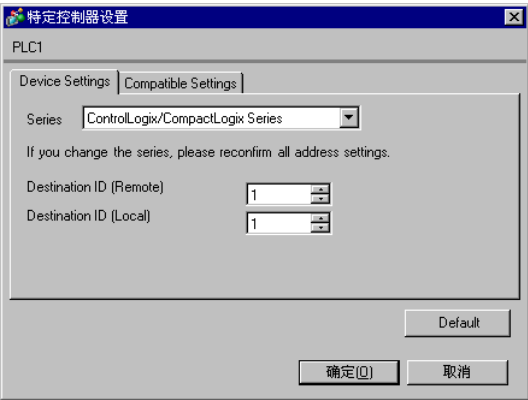 特定控制器设置
PLC1
Device Settings Compatible Settings
Series ControlLogix/CompactLogix Series
If you change the series, please reconfirm all address settings.
Destination ID (Remote) 1
Destination ID (Local) 1
Default
确定(O) 取消